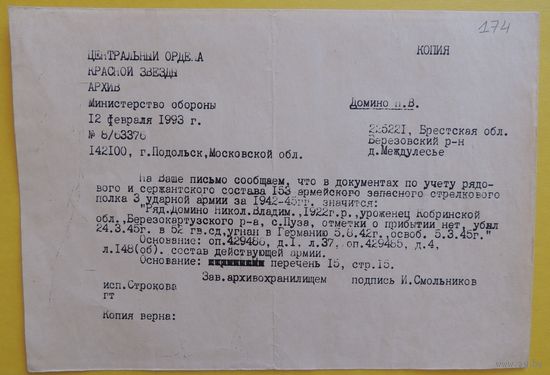 174
КОПИЯ
ЦЕНТРАЛЬНЫЙ ОРДЕНА
КРАСНОЙ ЗВЕЗДЫ
АРХИВ
Министерство обороны
12 февраля 1993 г.
№ 8/63376
142100, г.Подольск,Московской обл.
Домино Н.В.
225221, Брестская обл.
Березовский р-н
д.Междулесье
На Ваше письмо сообщаем, что в документах по учету рядо-
вого и сержантского состава 153 армейского запасного стрелкового
полка 3 ударной армии за 1942-45гг. значится:
"Ряд.Домино Никол.Владим.,1922г.р.,уроженец Кобринской
обл.,Березокартузского р-а, с.Пуза, отметки о прибытии нет, убыл
24.3.45г. в 52 гв.сд,угнан в Германию 5.8.42г.,освоб. 5.3.45г."
Основание: оп.429486, д.1, л.37, оп.429485, д.4,
л.148(об). состав действующей армии.
Основание: перечень 15, стр.15.
Зав.архивохранилищем подпись И.Смольников
исп.Строкова
гт
Копия верна: